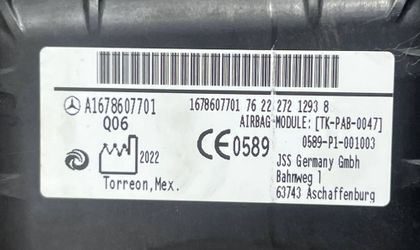 A1678607701
Q06
2022
Torreon,Mex.
1678607701 76 22 272 1293 8
AIRBAG MODULE: [TK-PAB-0047]
CE0589
0589-P1-001003
JSS Germany Gmbh
Bahnweg 1
63743 Aschaffenburg